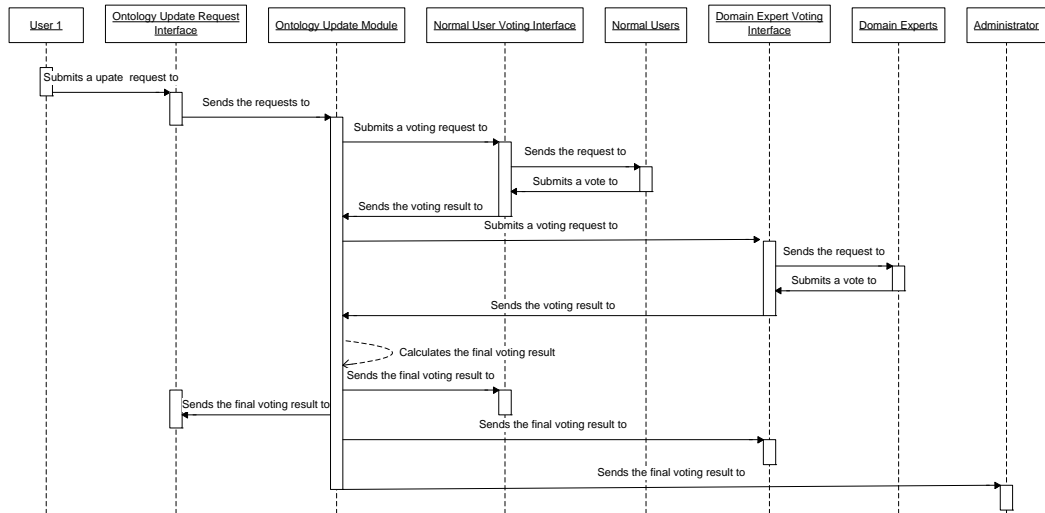 User 1
Ontology Update Request
Interface
Ontology Update Module
Normal User Voting Interface
Normal Users
Domain Expert Voting
Interface
Domain Experts
Administrator
Submits a upate request to
Sends the requests to
Submits a voting request to
Sends the request to
Submits a vote to
Sends the voting result to
Submits a voting request to
Sends the request to
Submits a vote to
Sends the voting result to
Calculates the final voting result
Sends the final voting result to
Sends the final voting result to
Sends the final voting result to
Sends the final voting result to